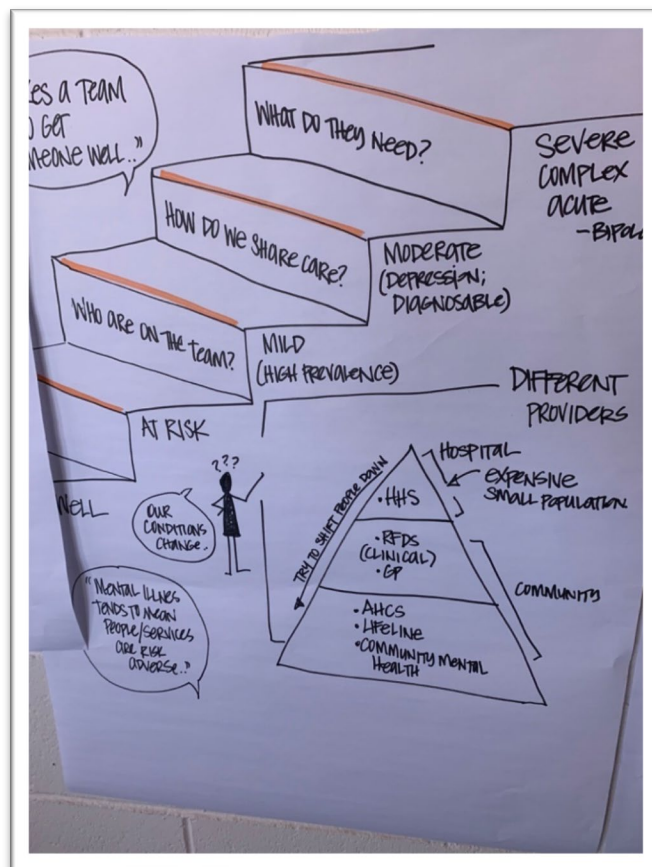 ES A TEAM
GET
MEONE WELL.."
WHAT DO THEY NEED?
SEVERE
COMPLEX
ACUTE
HOW DO WE SHARE CARE?
MODERATE
(DEPRESSION;
DIAGNOSABLE)
WHO ARE ON THE TEAM?
MILD
(HIGH PREVALENCE)
AT RISK
WELL
DIFFERENT
PROVIDERS
???
OUR
CONDITIONS
CHANGE..
"MENTAL ILLNES
TENDS TO MEAN
PEOPLE/SERVICES
ARE RISK
ADVERSE.."
TRY TO SHIFT PEOPLE DOWN
HOSPITAL
EXPENSIVE
SMALL POPULATION
• HHS
• RFDS
(CLINICAL)
• GP
COMMUNITY
• AHCS
• LIFELINE
• COMMUNITY MENTAL
HEALTH